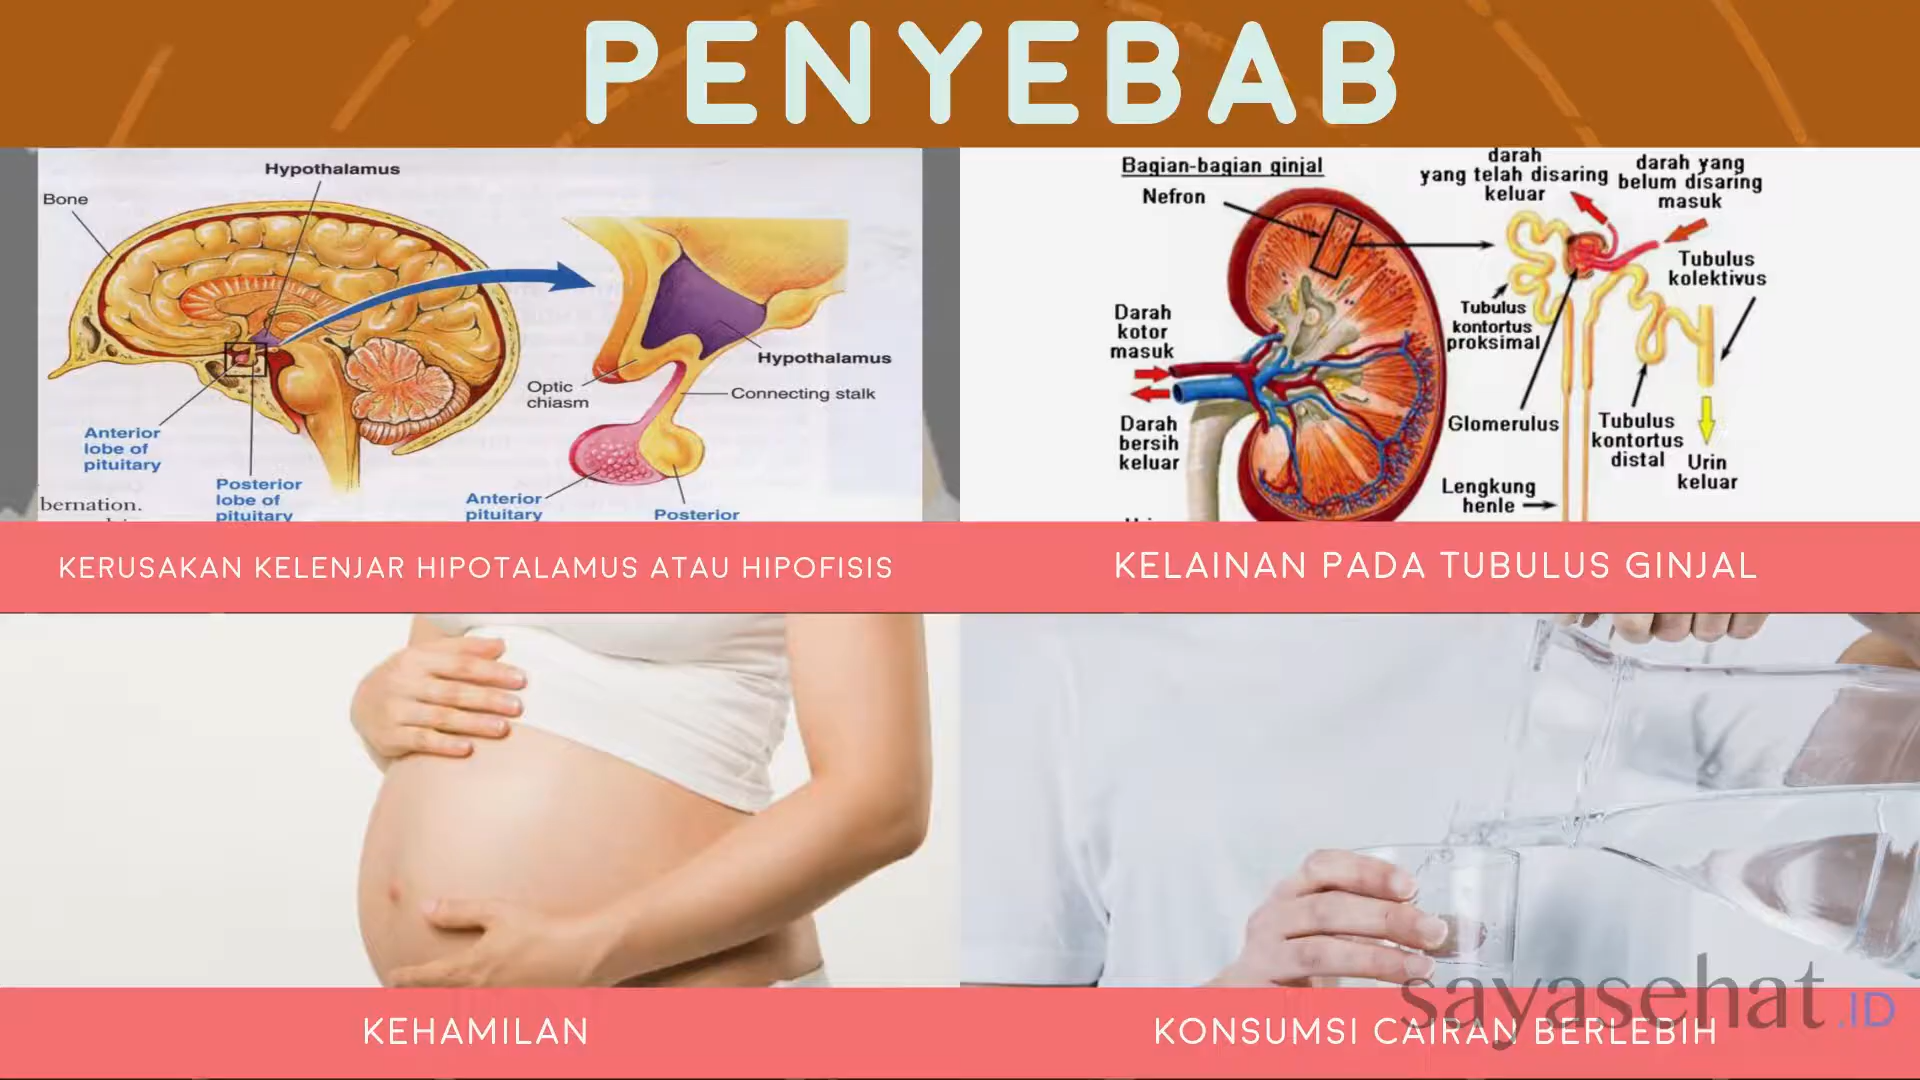 PENYEBAB
Hypothalamus
Bone
Hypothalamus
Optic
chiasm
Connecting stalk
Anterior
lobe of
pituitary
Posterior
lobe of
pituitary
Anterior
pituitary
Posterior
bernation.
Bagian-bagian ginjal
Nefron
darah
yang telah disaring
keluar
darah yang
belum disaring
masuk
Tubulus
kolektivus
Tubulus
kontortus
proksimal
Darah
kotor
masuk
Darah
bersih
keluar
Glomerulus
Tubulus
kontortus
distal
Urin
keluar
Lengkung
henle
KERUSAKAN KELENJAR HIPOTALAMUS ATAU HIPOFISIS
KELAINAN PADA TUBULUS GINJAL
KEHAMILAN
KONSUMSI CAIRAN BERLEBIH
sayasehat.ID